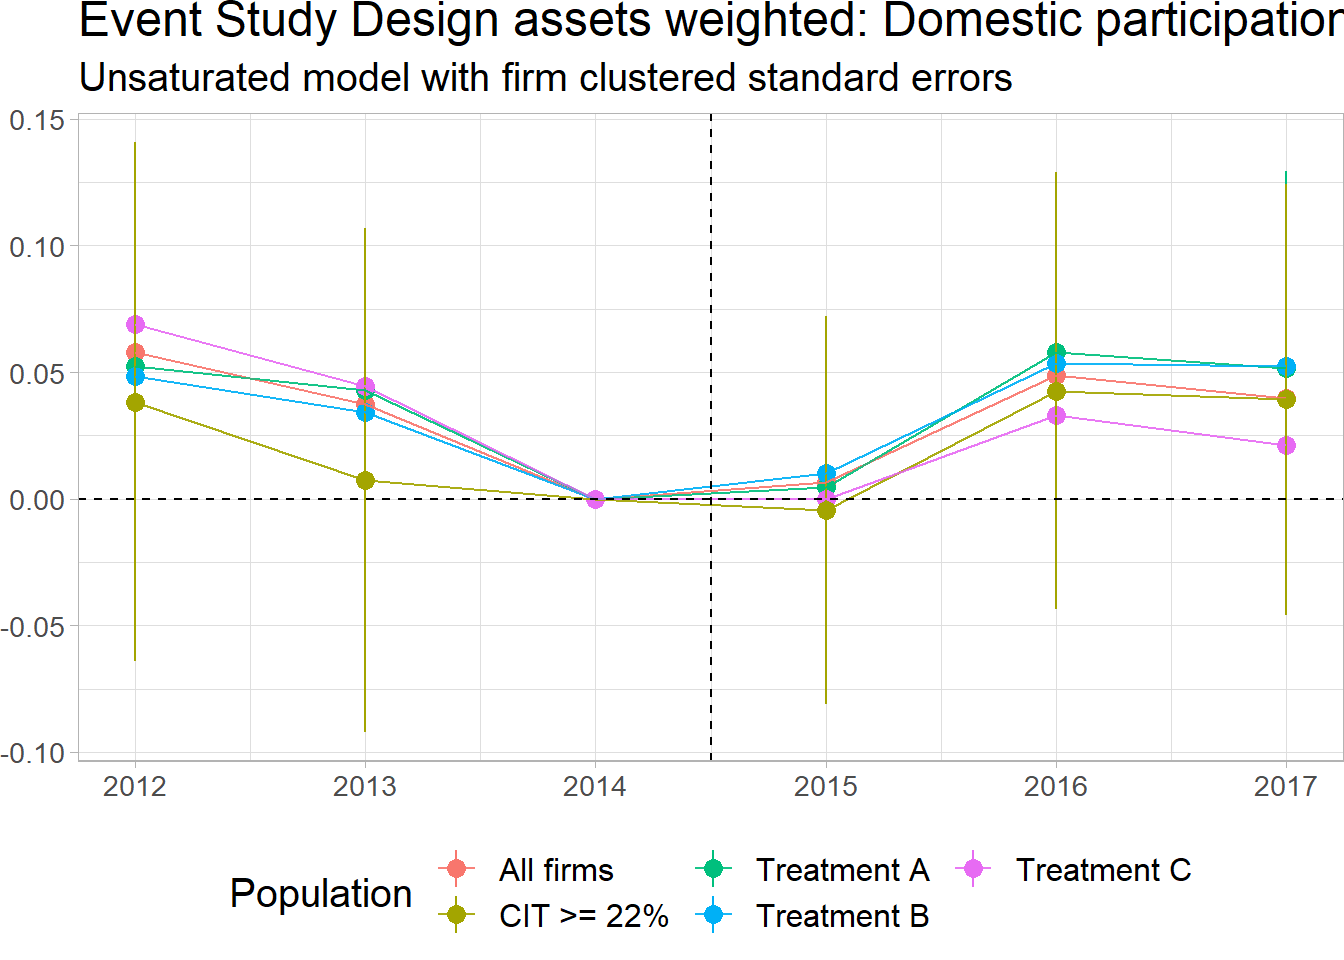 Event Study Design assets weighted: Domestic participation
Unsaturated model with firm clustered standard errors
0.15
0.10
0.05
0.00
-0.05
-0.10
2012 2013 2014 2015 2016 2017
Population
All firms
Treatment A
Treatment C
CIT >= 22%
Treatment B